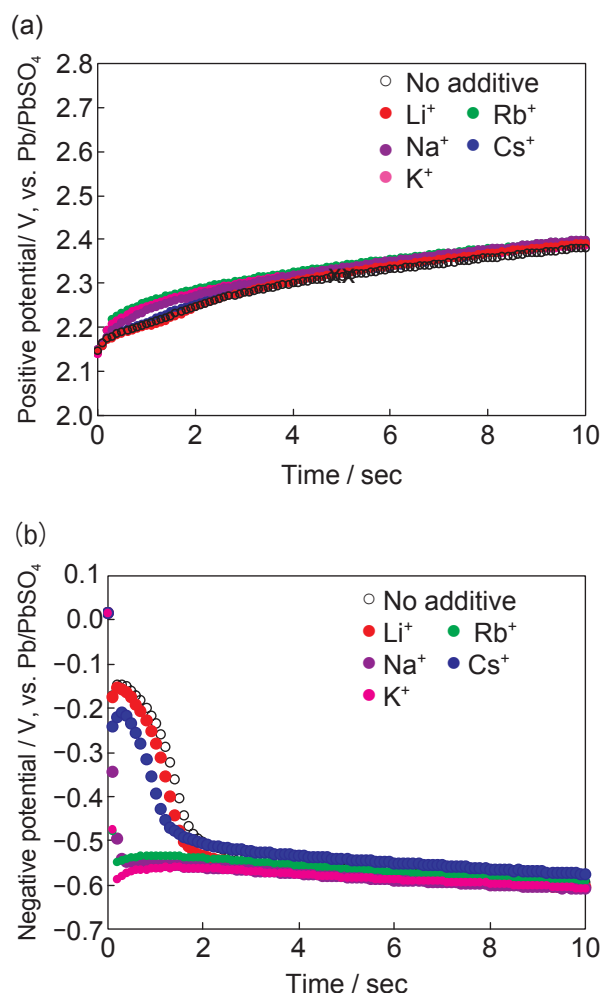 (a)
2.8
2.7
2.6
2.5
2.4
2.3
2.2
2.1
2.0
Positive potential/ V, vs. Pb/PbSO₄
No additive
Li⁺ Rb⁺
Na⁺ Cs⁺
K⁺
XX
0 2 4 6 8 10
Time / sec
(b)
0.1
0.0
−0.1
−0.2
−0.3
−0.4
−0.5
−0.6
−0.7
Negative potential / V, vs. Pb/PbSO₄
No additive
Li⁺ Rb⁺
Na⁺ Cs⁺
K⁺
0 2 4 6 8 10
Time / sec